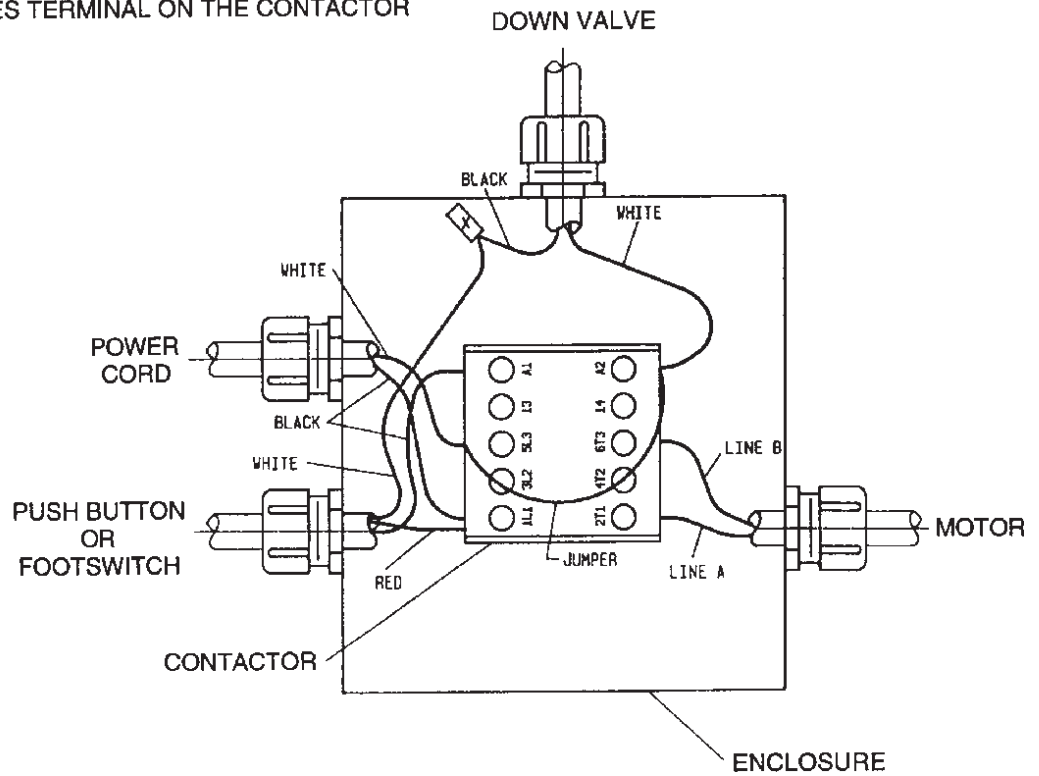 ES TERMINAL ON THE CONTACTOR
DOWN VALVE
BLACK
WHITE
WHITE
POWER
CORD
BLACK
WHITE
PUSH BUTTON
OR
FOOTSWITCH
RED
A1
13
5L3
3L2
1L1
A2
14
6T3
4T2
2T1
LINE B
MOTOR
LINE A
JUMPER
CONTACTOR
ENCLOSURE